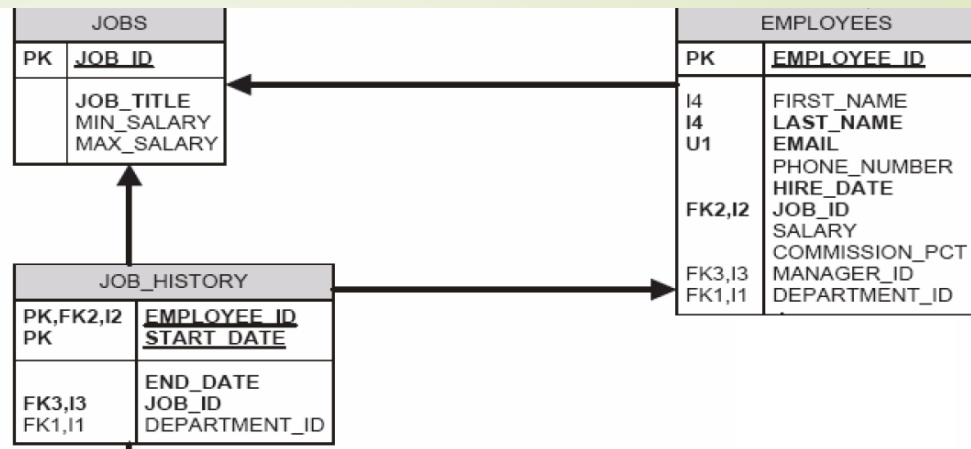 JOBS
PK JOB_ID
JOB_TITLE
MIN_SALARY
MAX_SALARY
EMPLOYEES
PK EMPLOYEE_ID
I4 FIRST_NAME
I4 LAST_NAME
U1 EMAIL
PHONE_NUMBER
HIRE_DATE
FK2,I2 JOB_ID
SALARY
COMMISSION_PCT
FK3,I3 MANAGER_ID
FK1,I1 DEPARTMENT_ID
JOB_HISTORY
PK,FK2,I2 EMPLOYEE_ID
PK START_DATE
END_DATE
FK3,I3 JOB_ID
FK1,I1 DEPARTMENT_ID